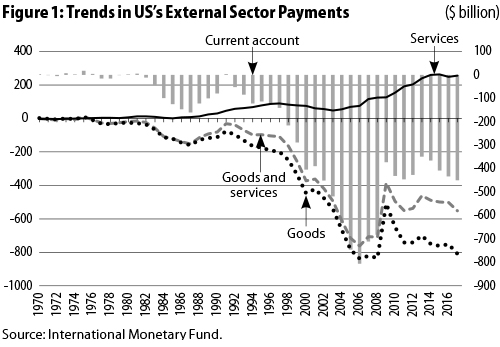 Figure 1: Trends in US's External Sector Payments ($ billion)
Current account
Services
400
200
0
-200
-400
-600
-800
-1000
100
0
-100
-200
-300
-400
-500
-600
-700
-800
-900
Goods and
services
Goods
1970 1972 1974 1976 1978 1980 1982 1984 1986 1988 1990 1992 1994 1996 1998 2000 2002 2004 2006 2008 2010 2012 2014 2016
Source: International Monetary Fund.